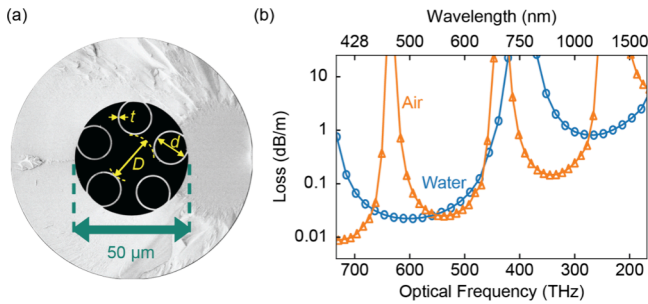 (a)
t
d
D
50 µm
(b)
Wavelength (nm)
428 500 600 750 1000 1500
Loss (dB/m)
10
1
0.1
0.01
Air
Water
700 600 500 400 300 200
Optical Frequency (THz)